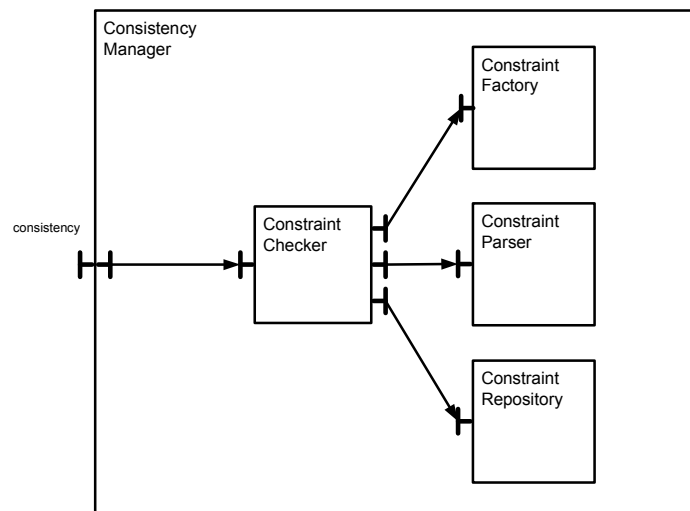 Consistency
Manager
Constraint
Factory
consistency
Constraint
Checker
Constraint
Parser
Constraint
Repository